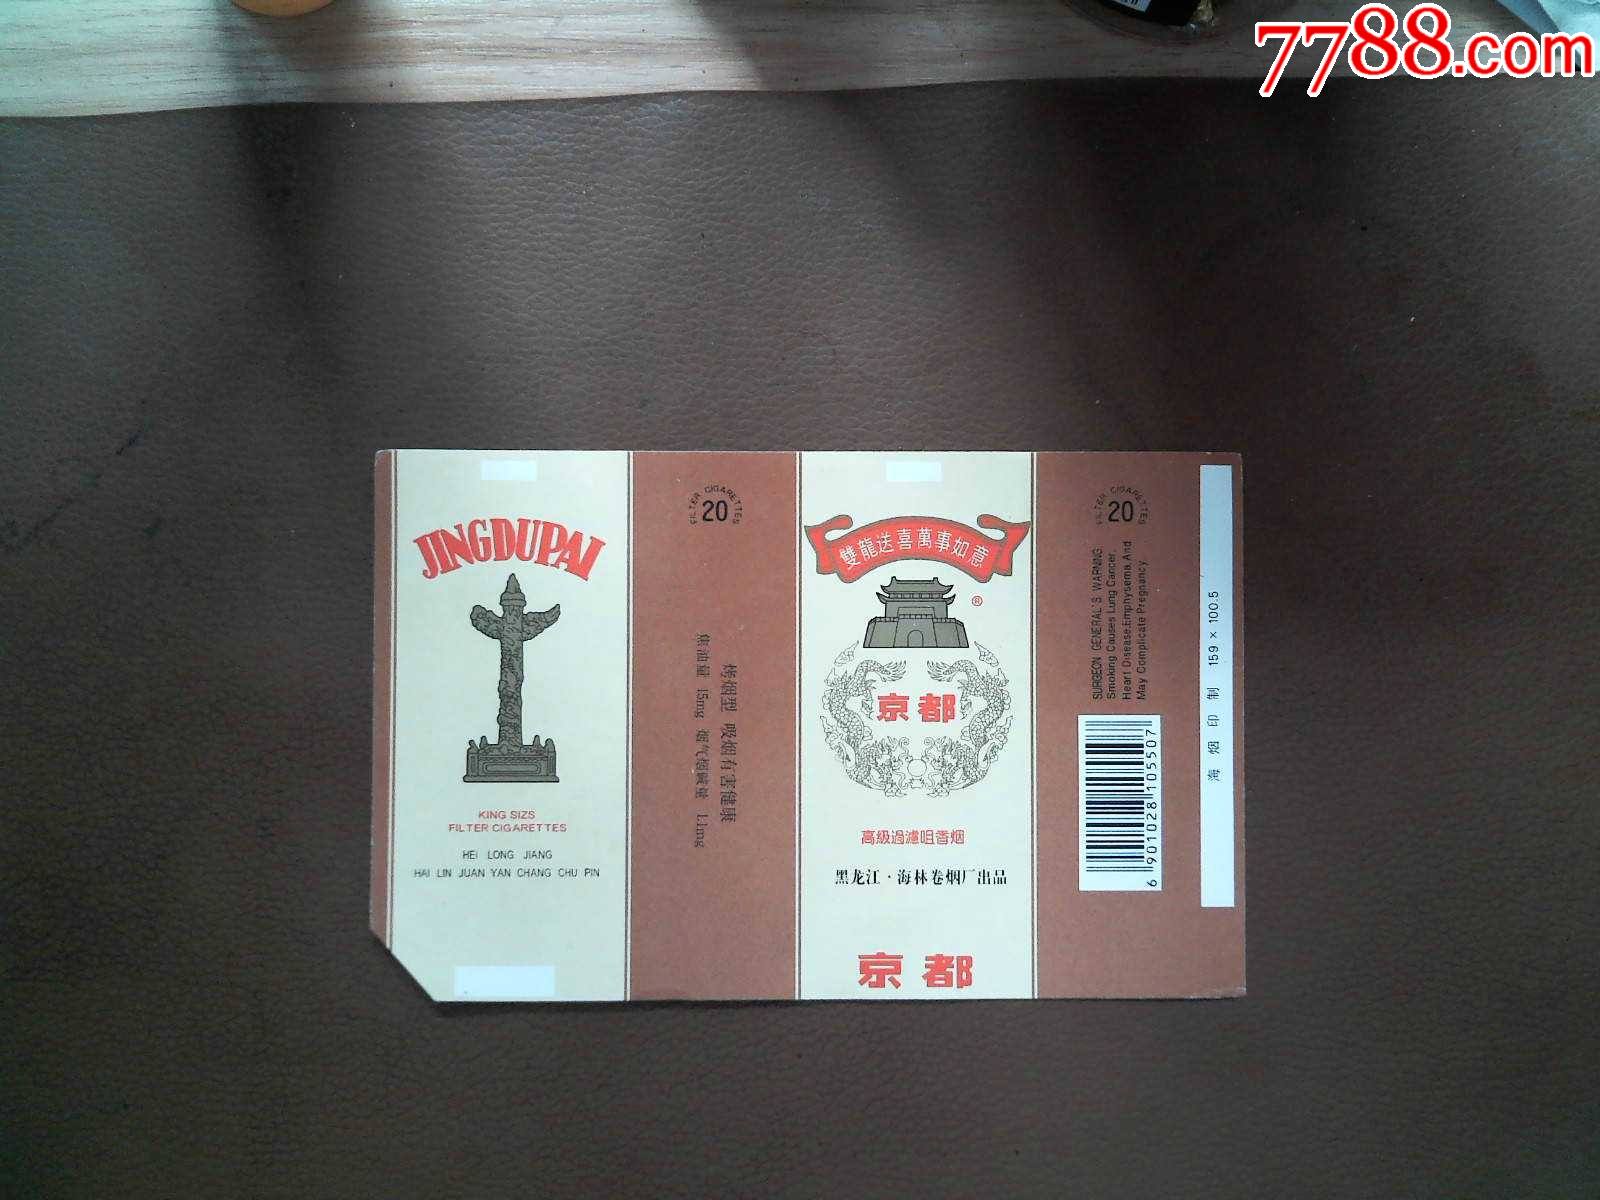 7788.com
JINGDUPAI
KING SIZS
FILTER CIGARETTES
HEI LONG JIANG
HAI LIN JUAN YAN CHANG CHU PIN
FILTER CIGARETTES
20
烤烟型 吸烟有害健康
焦油量 15mg 烟气烟碱量 1.1mg
雙龍送喜萬事如意
®
京都
高級過濾咀香烟
黑龙江·海林卷烟厂出品
京都
FILTER CIGARETTES
20
SURGEON GENERAL'S WARNING
Smoking Causes Lung Cancer.
Heart Disease.Emphysema.And
May Complicate Pregnancy
6 901028 105507
海烟印制 159×100.5